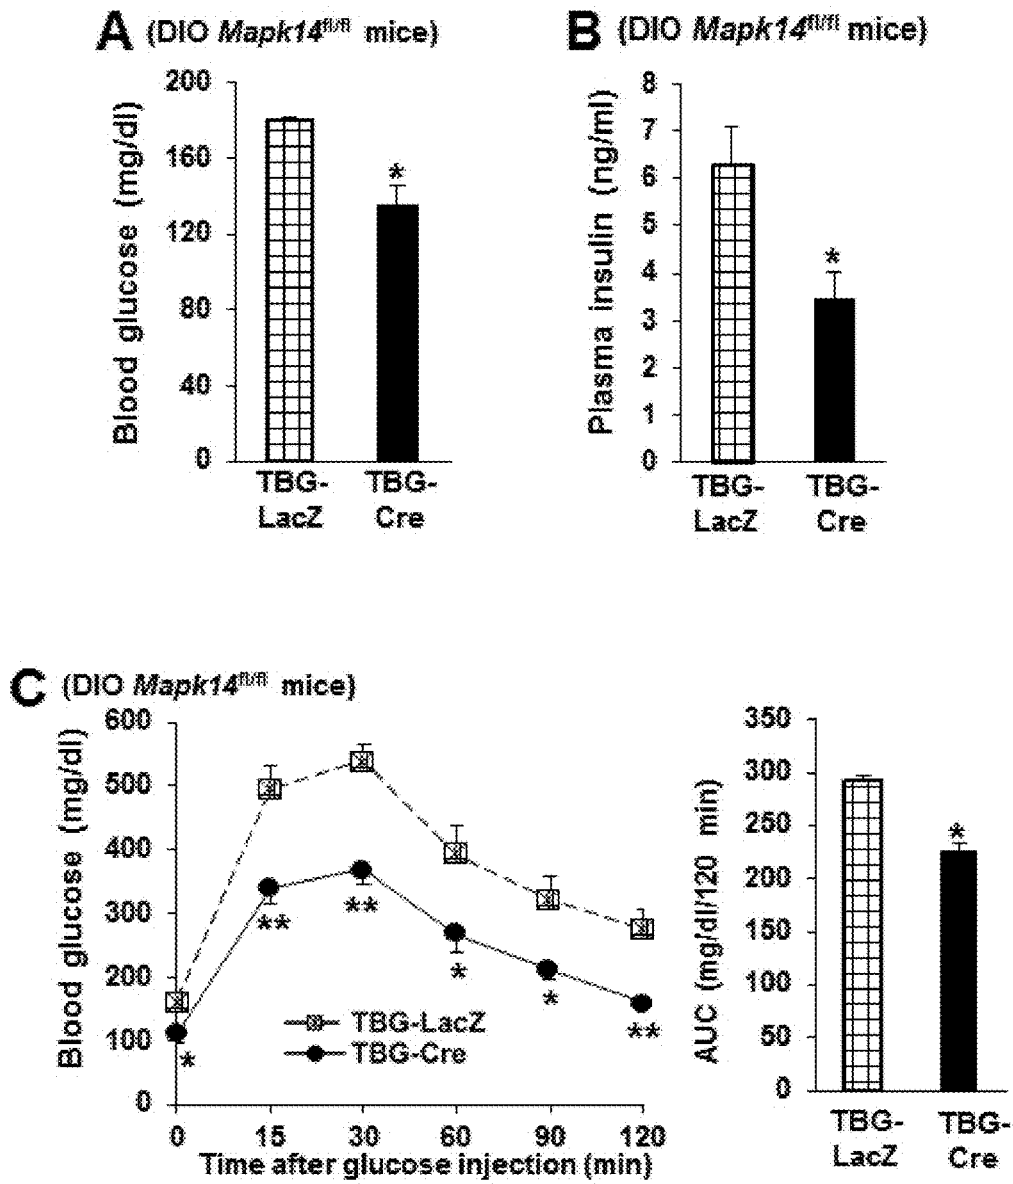 A (DIO Mapk14fl/fl mice)
Blood glucose (mg/dl)
200
160
120
80
40
0
*
TBG-
LacZ
TBG-
Cre
B (DIO Mapk14fl/fl mice)
Plasma insulin (ng/ml)
8
7
6
5
4
3
2
1
0
*
TBG-
LacZ
TBG-
Cre
C (DIO Mapk14fl/fl mice)
Blood glucose (mg/dl)
600
500
400
300
200
100
0
*
**
**
*
*
**
TBG-LacZ
TBG-Cre
0 15 30 60 90 120
Time after glucose injection (min)
AUC (mg/dl/120 min)
350
300
250
200
150
100
50
0
*
TBG-
LacZ
TBG-
Cre